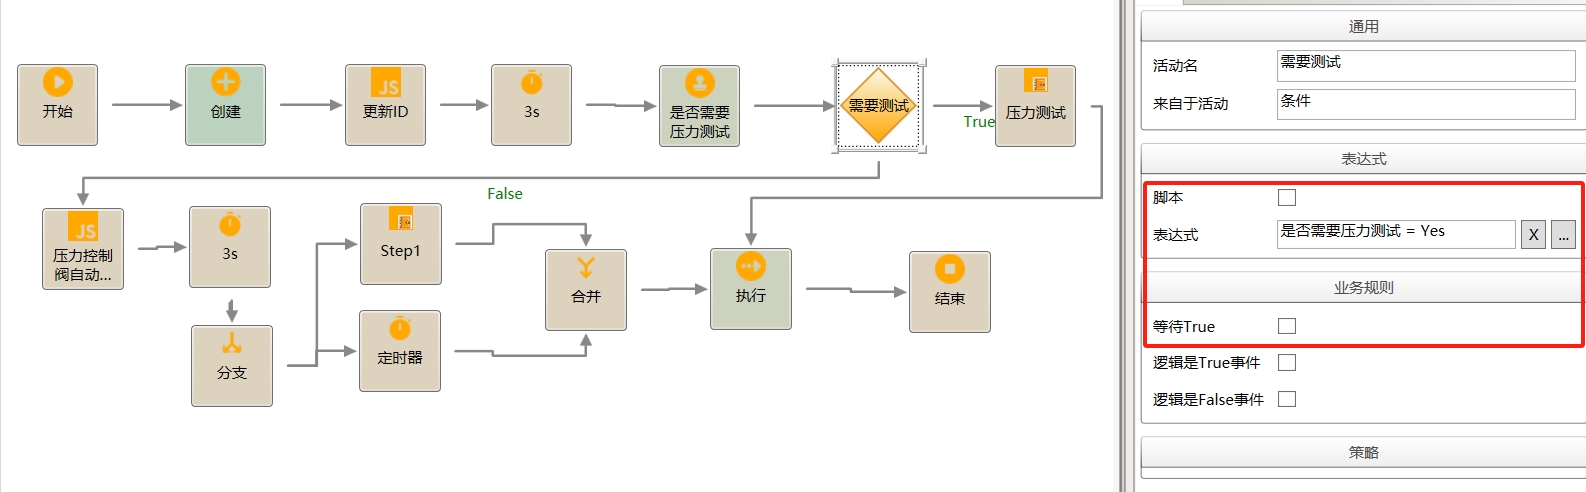 开始
创建
JS
更新ID
3s
是否需要
压力测试
需要测试
True
压力测试
False
JS
压力控制
阀自动...
3s
Step1
合并
执行
结束
分支
定时器
通用
活动名
需要测试
来自于活动
条件
表达式
脚本
表达式
是否需要压力测试 = Yes
X
...
业务规则
等待True
逻辑是True事件
逻辑是False事件
策略